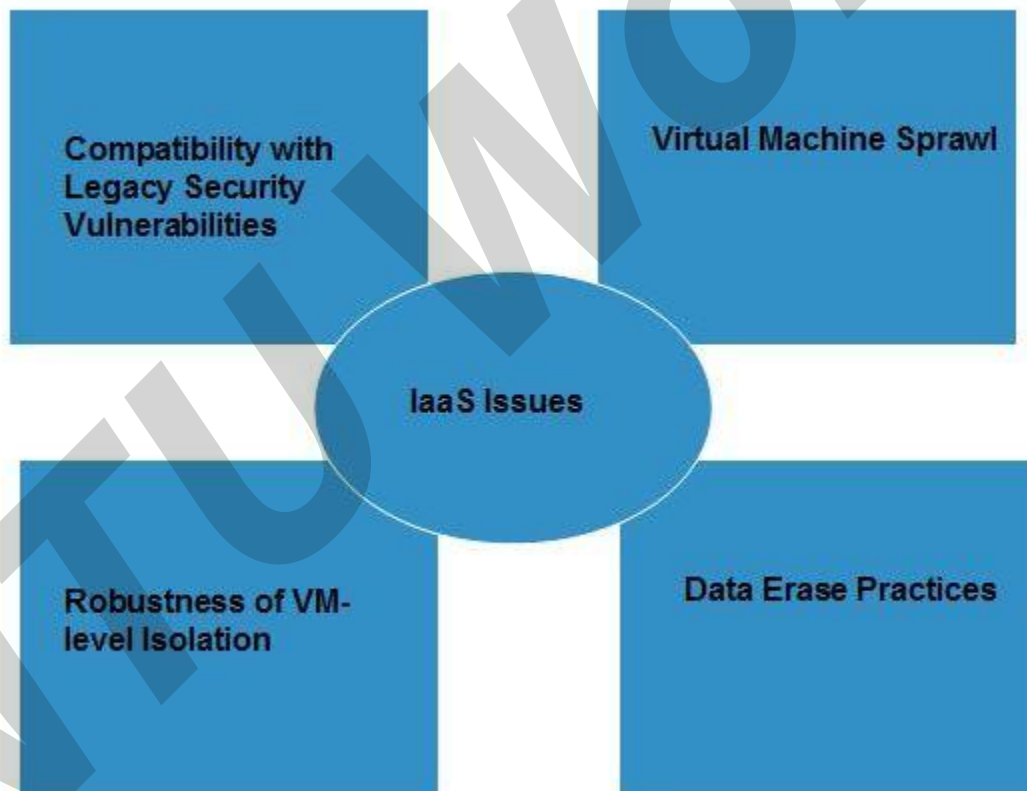 Compatibility with
Legacy Security
Vulnerabilities
Virtual Machine Sprawl
IaaS Issues
Robustness of VM-
level Isolation
Data Erase Practices